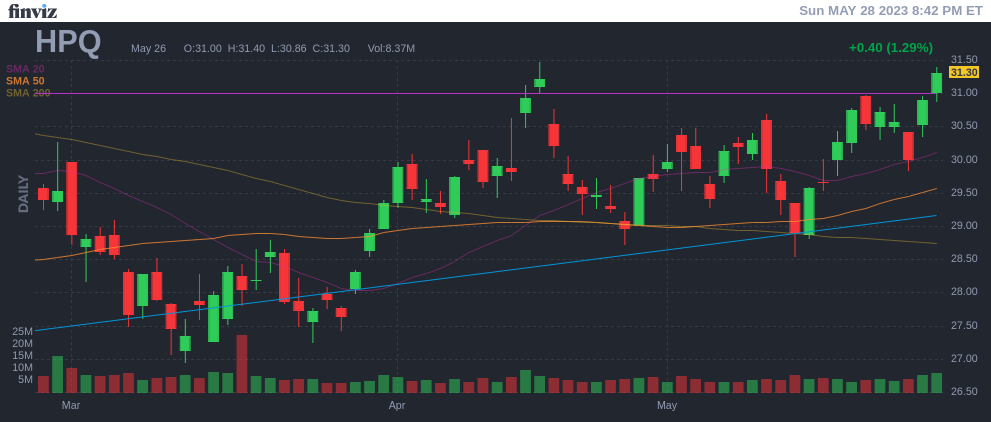 finviz
Sun MAY 28 2023 8:42 PM ET
HPQ
May 26 O:31.00 H:31.40 L:30.86 C:31.30 Vol:8.37M
+0.40 (1.29%)
SMA 20
SMA 50
SMA 200
DAILY
31.50
31.30
31.00
30.50
30.00
29.50
29.00
28.50
28.00
27.50
27.00
26.50
25M
20M
15M
10M
5M
Mar Apr May